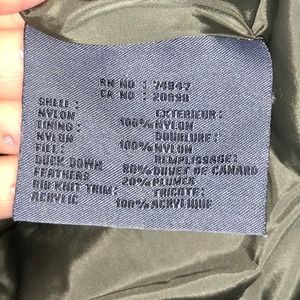 RN NO : 74947
CA NO : 20898
SHELL : EXTERIEUR:
NYLON 100% NYLON
LINING : DOUBLURE:
NYLON 100% NYLON
FILL : REMPLISSAGE:
DUCK DOWN 80% DUVET DE CANARD
FEATHERS 20% PLUMES
RIB KNIT TRIM: TRICOTE:
ACRYLIC 100% ACRYLIQUE